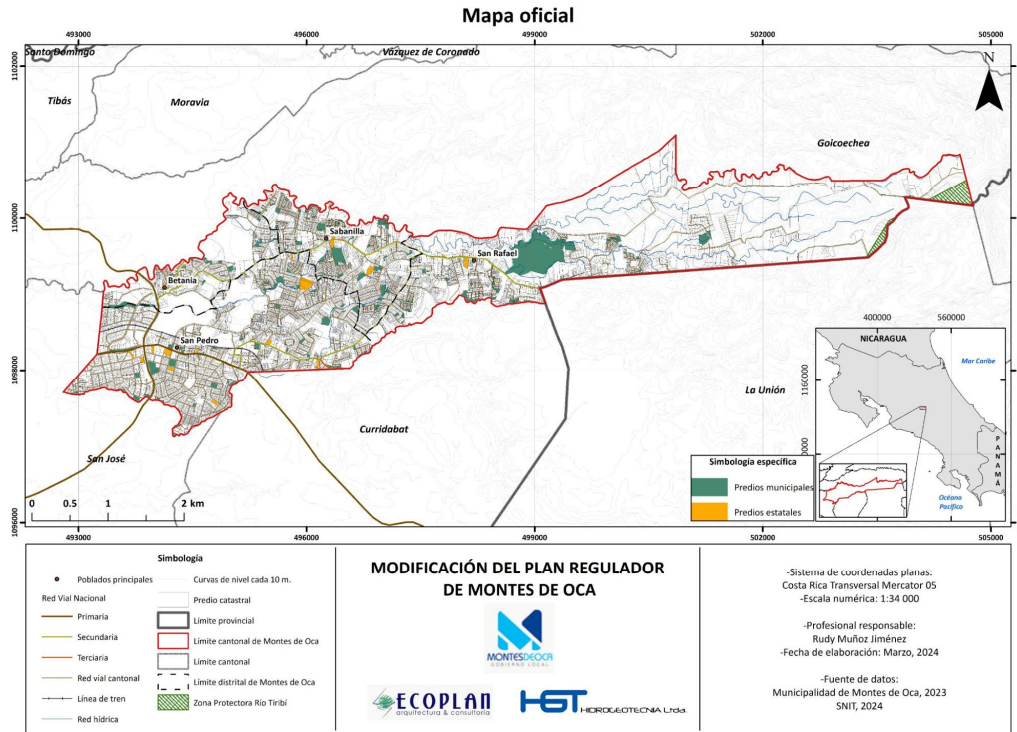 Mapa oficial
493000
496000
499000
502000
505000
1102000
1100000
1098000
1096000
Santo Domingo
Vázquez de Coronado
N
Tibás
Moravia
Goicoechea
Sabanilla
San Rafael
Betania
San Pedro
La Unión
Curridabat
San José
0 0.5 1 2 km
400000
560000
1160000
NICARAGUA
Mar Caribe
PANAMÁ
Océano
Pacífico
Simbología específica
Predios municipales
Predios estatales
493000
496000
499000
502000
505000
Simbología
Poblados principales
Red Vial Nacional
Primaria
Secundaria
Terciaria
Red vial cantonal
Línea de tren
Red hídrica
Curvas de nivel cada 10 m.
Predio catastral
Límite provincial
Límite cantonal de Montes de Oca
Límite cantonal
Límite distrital de Montes de Oca
Zona Protectora Río Tiribí
MODIFICACIÓN DEL PLAN REGULADOR
DE MONTES DE OCA
MONTESDEOCA
GOBIERNO LOCAL
ECOPLAN
arquitectura & consultoria
HGT HIDROGEOTECNIA Ltda.
-Sistema de coordenadas planas:
Costa Rica Transversal Mercator 05
-Escala numérica: 1:34 000
-Profesional responsable:
Rudy Muñoz Jiménez
-Fecha de elaboración: Marzo, 2024
-Fuente de datos:
Municipalidad de Montes de Oca, 2023
SNIT, 2024